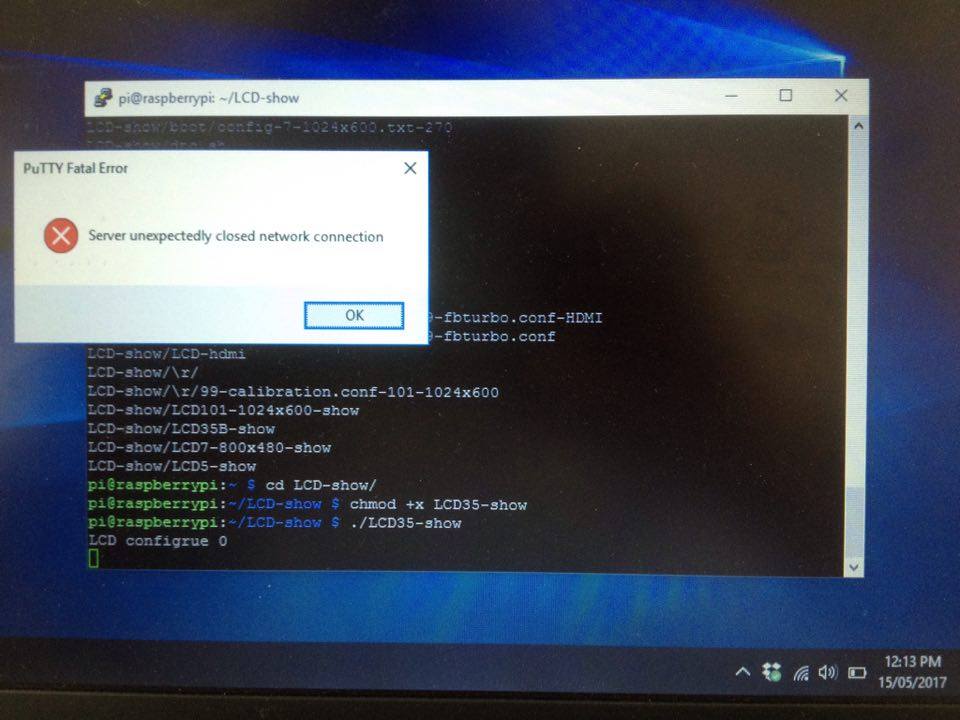 pi@raspberrypi: ~/LCD-show
LCD-show/boot/config-7-1024x600.txt-270
PuTTY Fatal Error
Server unexpectedly closed network connection
OK
9-fbturbo.conf-HDMI
9-fbturbo.conf
LCD-show/LCD-hdmi
LCD-show/\r/
LCD-show/\r/99-calibration.conf-101-1024x600
LCD-show/LCD101-1024x600-show
LCD-show/LCD35B-show
LCD-show/LCD7-800x480-show
LCD-show/LCD5-show
pi@raspberrypi:~ $ cd LCD-show/
pi@raspberrypi:~/LCD-show $ chmod +x LCD35-show
pi@raspberrypi:~/LCD-show $ ./LCD35-show
LCD configrue 0
12:13 PM
15/05/2017